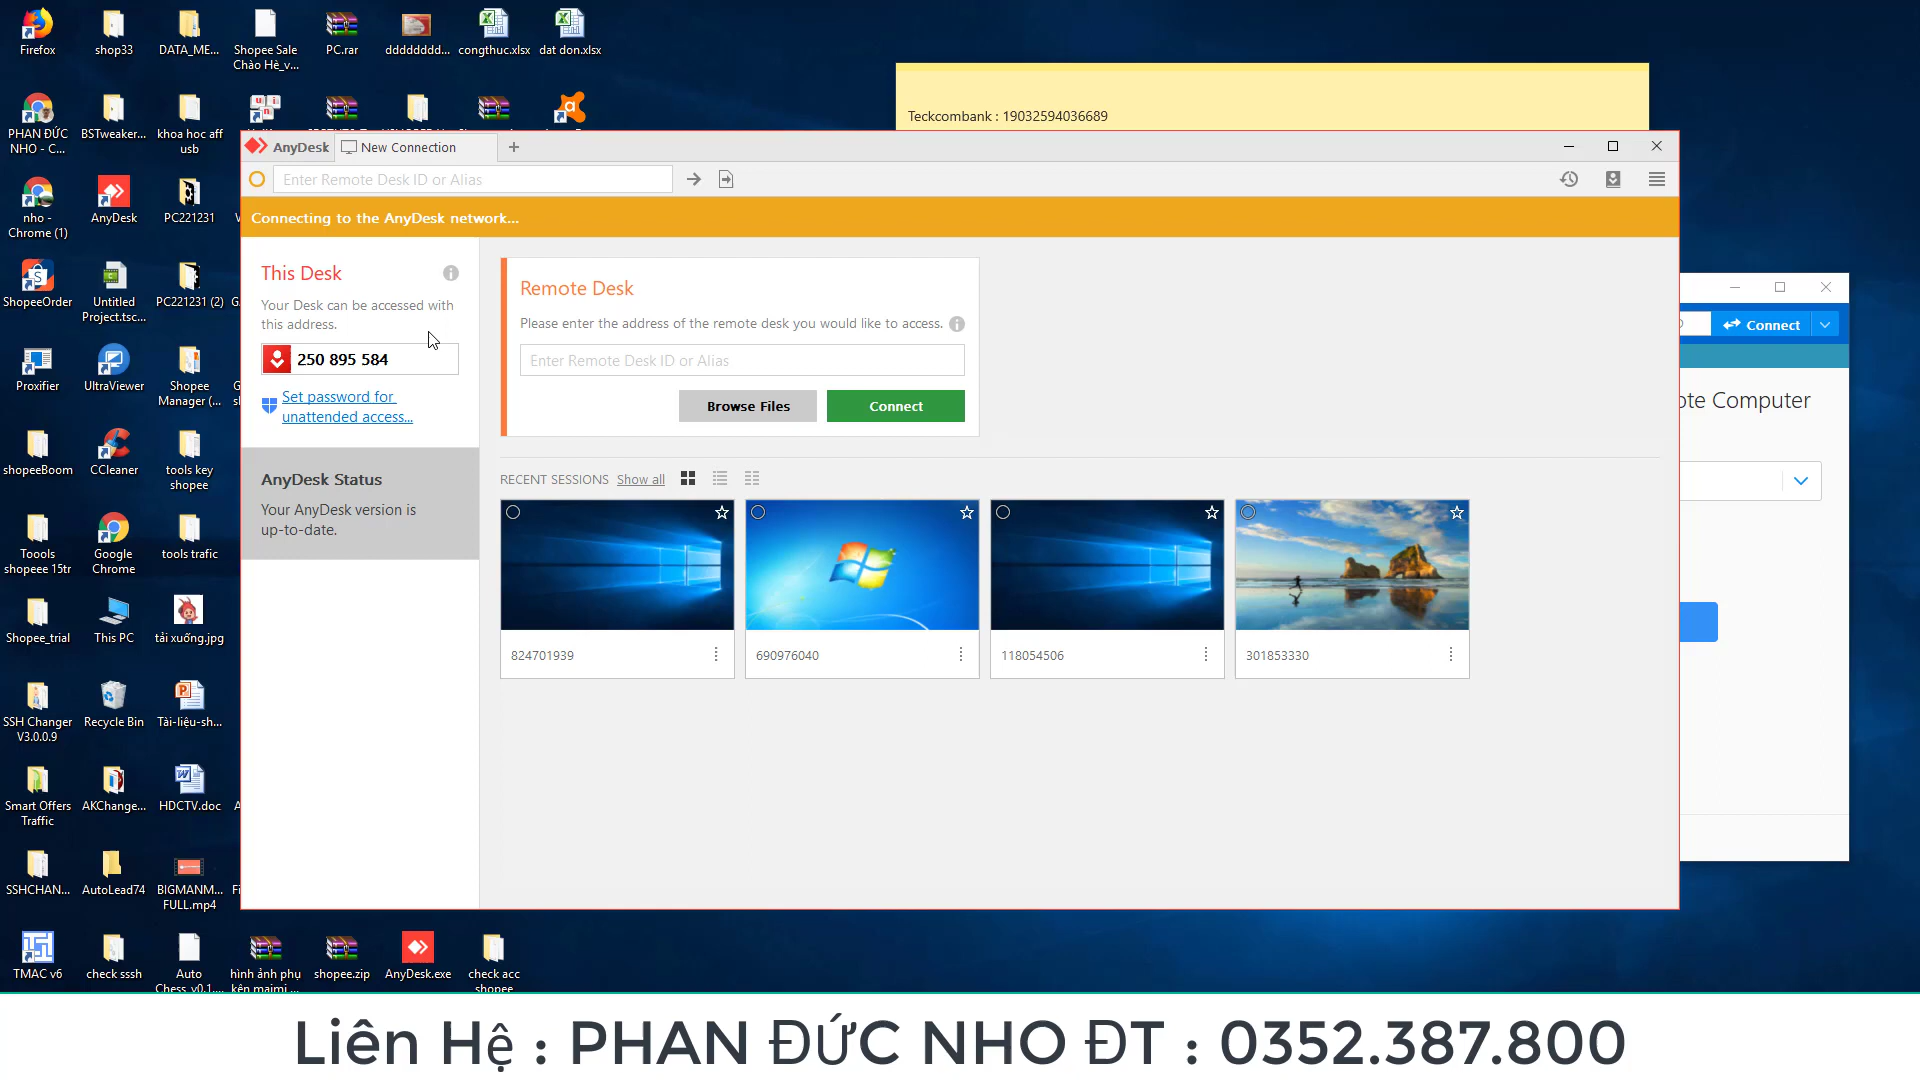 Firefox
shop33
DATA_ME...
Shopee Sale
Chào Hè_v...
PC.rar
dddddddd...
congthuc.xlsx
dat don.xlsx
Teckcombank : 19032594036689
PHAN ĐỨC
NHO - C...
BSTweaker...
khoa hoc aff
usb
AnyDesk
New Connection
Enter Remote Desk ID or Alias
Connecting to the AnyDesk network...
nho -
Chrome (1)
AnyDesk
PC221131
This Desk
Your Desk can be accessed with
this address.
250 895 584
Set password for
unattended access...
Remote Desk
Please enter the address of the remote desk you would like to access.
Enter Remote Desk ID or Alias
Browse Files
Connect
Connect
ote Computer
ShopeeOrder
Untitled
Project.tsc...
PC221231 (2)
Proxifier
UltraViewer
Shopee
Manager (...
shopeeBoom
CCleaner
tools key
shopee
AnyDesk Status
Your AnyDesk version is
up-to-date.
RECENT SESSIONS
Show all
824701939
690976040
118054506
301853330
Toools
shopeee 15tr
Google
Chrome
tools trafic
Shopee_trial
This PC
tải xuống.jpg
SSH Changer
V3.0.0.9
Recycle Bin
Tài-liệu-sh...
Smart Offers
Traffic
AKChange...
HDCTV.doc
SSHCHAN...
AutoLead74
BIGMANM...
FULL.mp4
TMAC v6
check sssh
Auto
Chess_v0.1....
hình ảnh phụ
kên maimi ...
shopee.zip
AnyDesk.exe
check acc
shopee
Liên Hệ : PHAN ĐỨC NHO ĐT : 0352.387.800